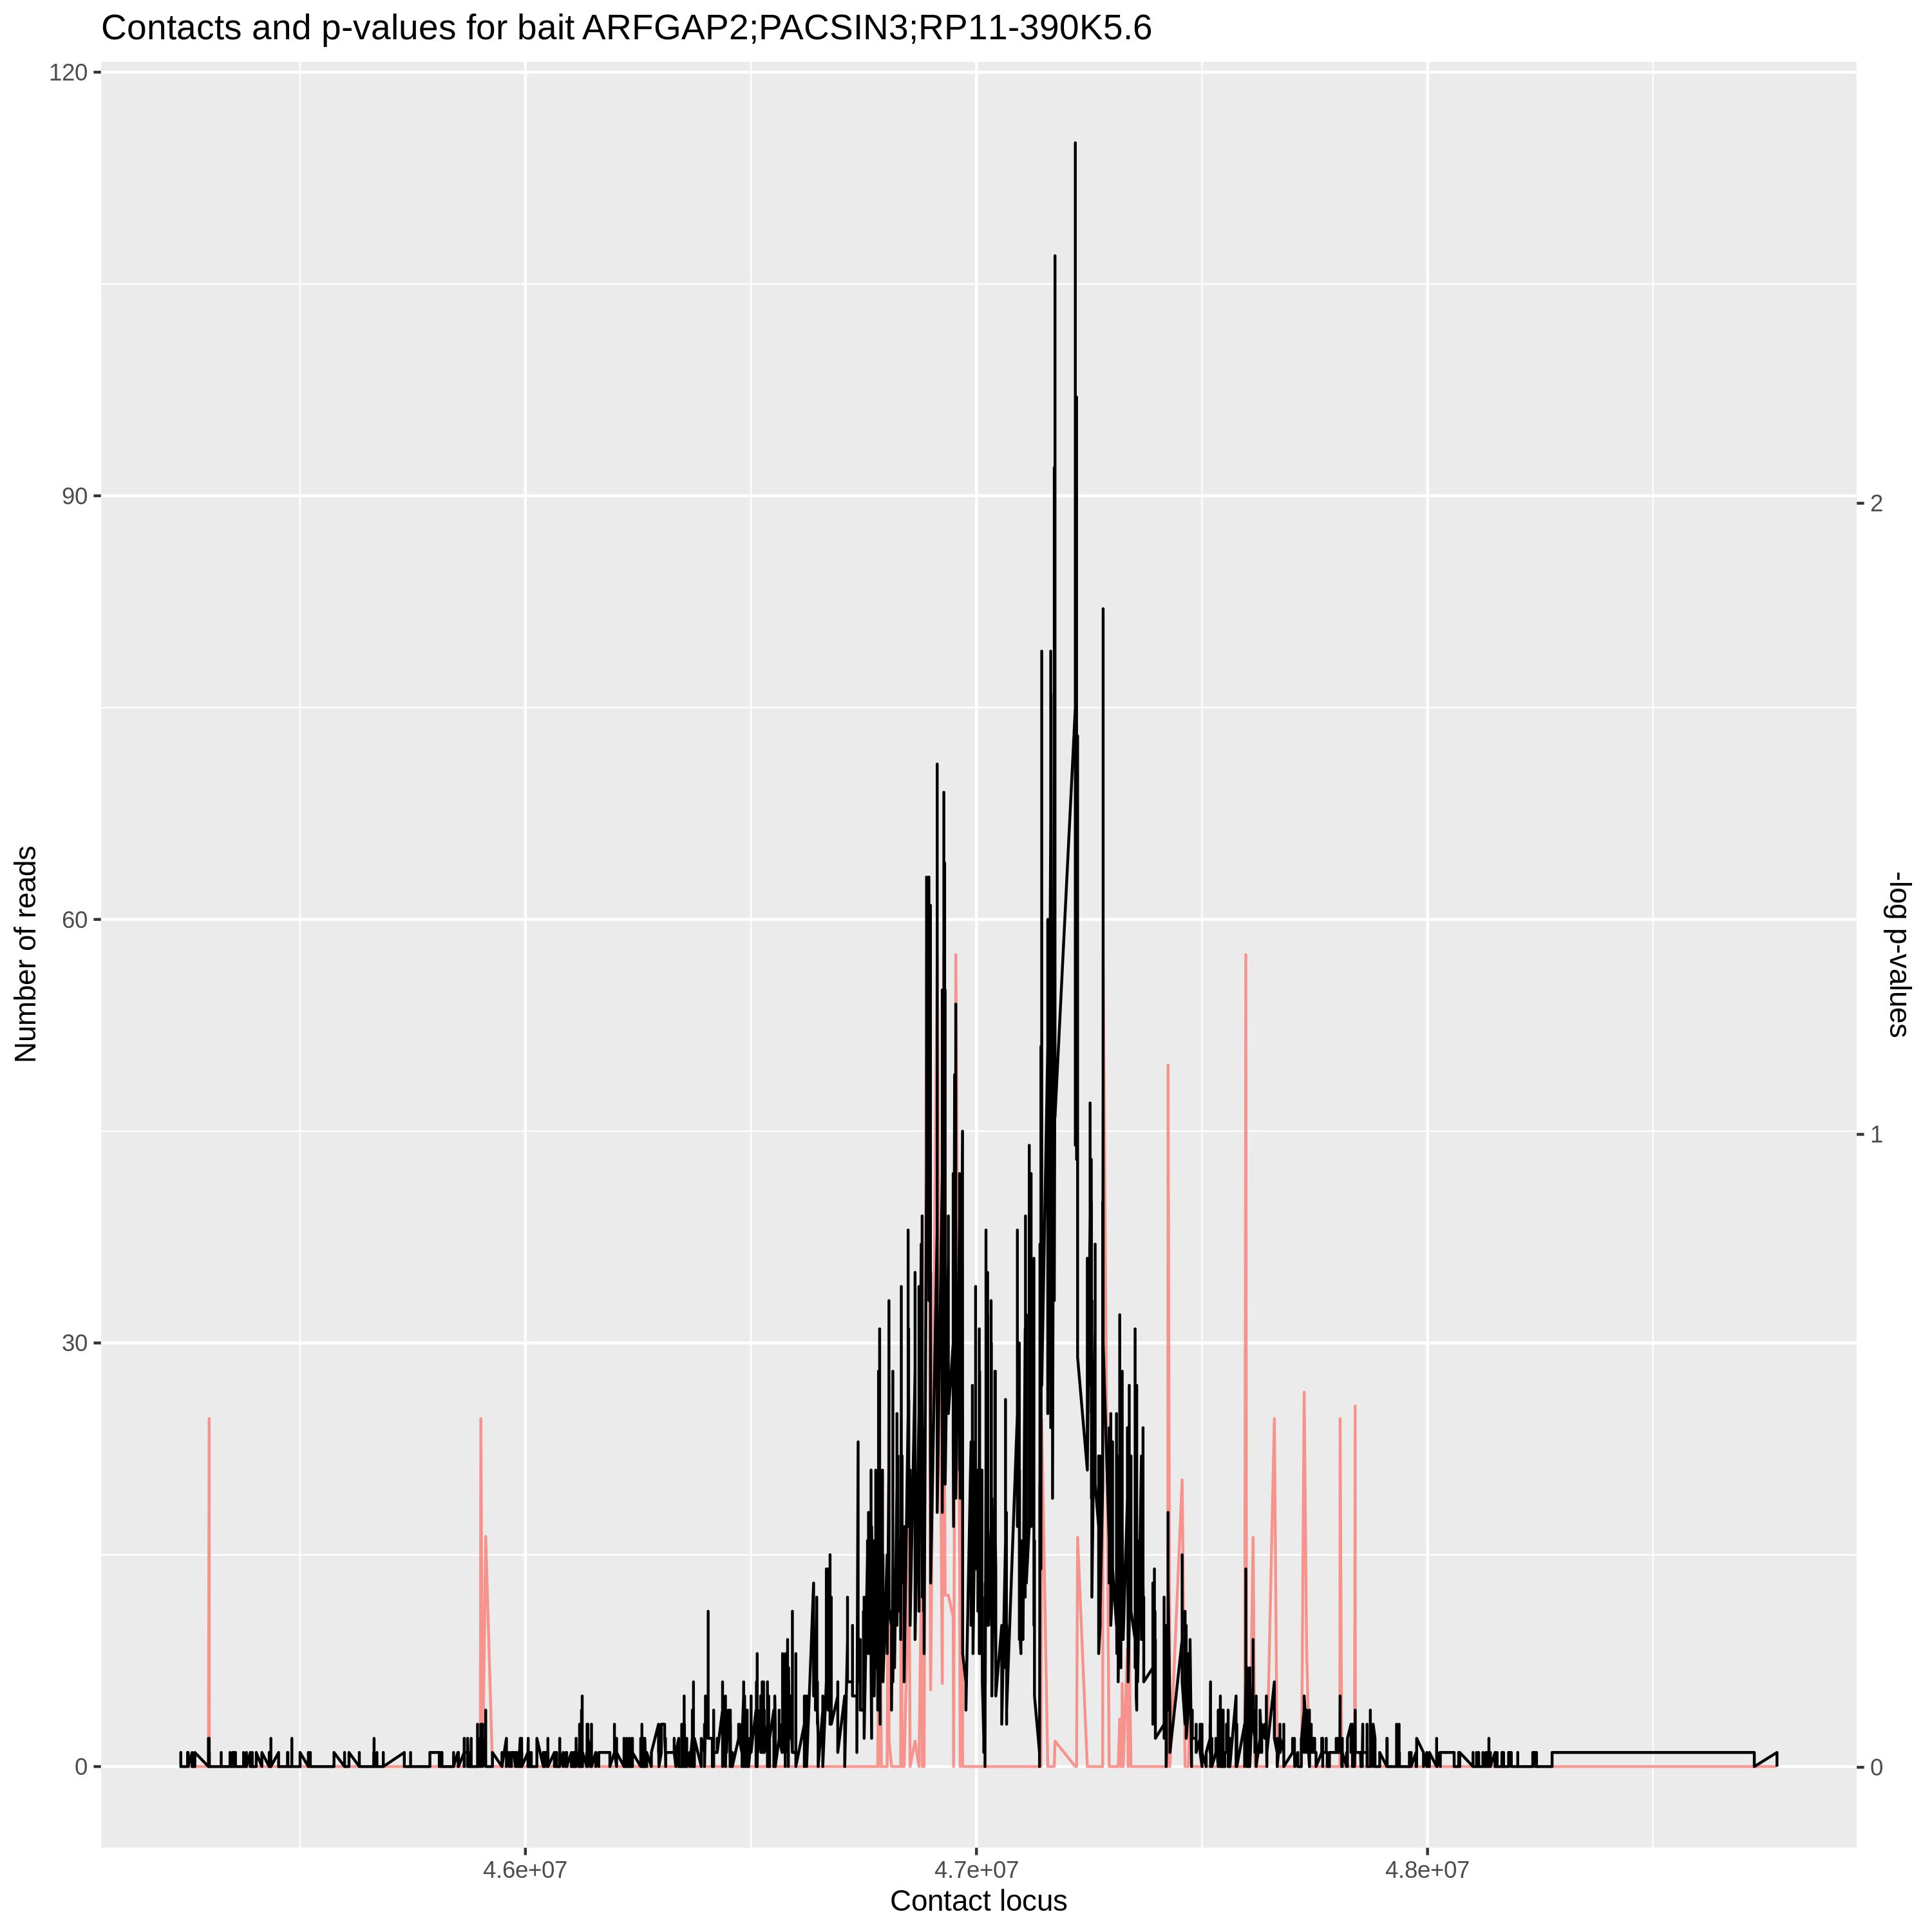 Contacts and p-values for bait ARFGAP2;PACSIN3;RP11-390K5.6
120
90
60
30
0
Number of reads
2
1
0
-log p-values
4.6e+07
4.7e+07
4.8e+07
Contact locus